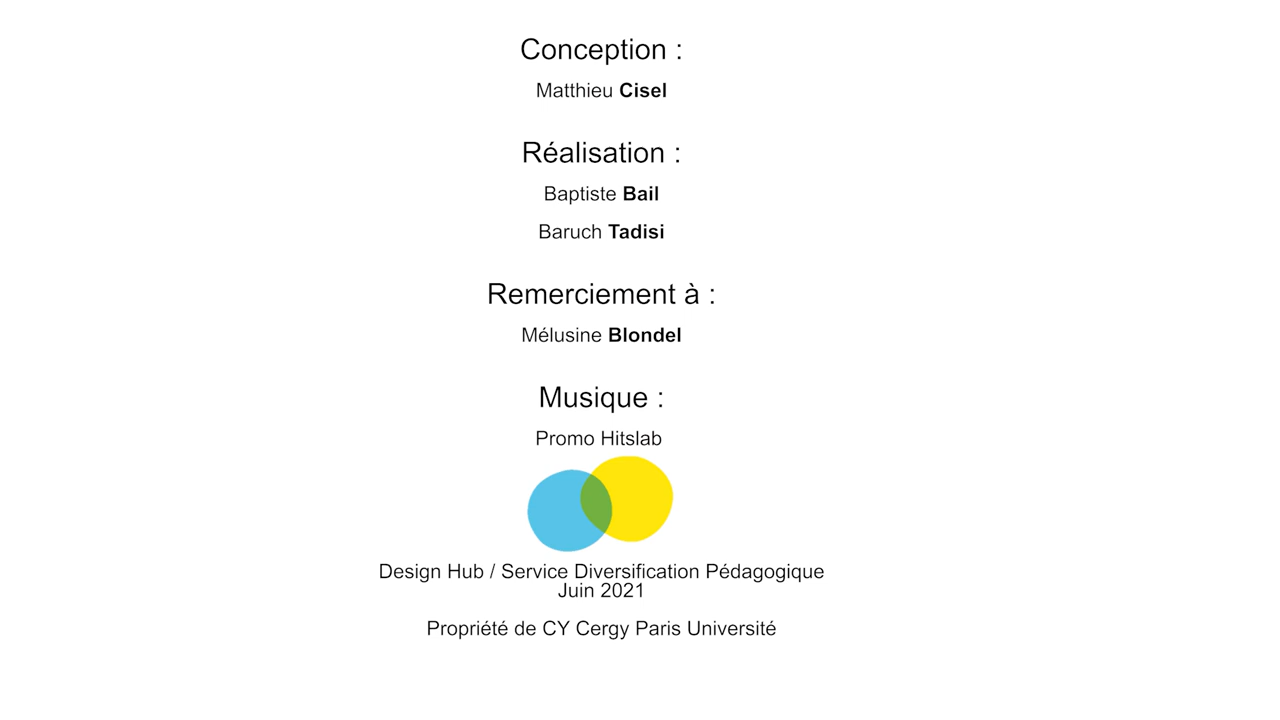 Conception :
Matthieu Cisel
Réalisation :
Baptiste Bail
Baruch Tadisi
Remerciement à :
Mélusine Blondel
Musique :
Promo Hitslab
Design Hub / Service Diversification Pédagogique
Juin 2021
Propriété de CY Cergy Paris Université